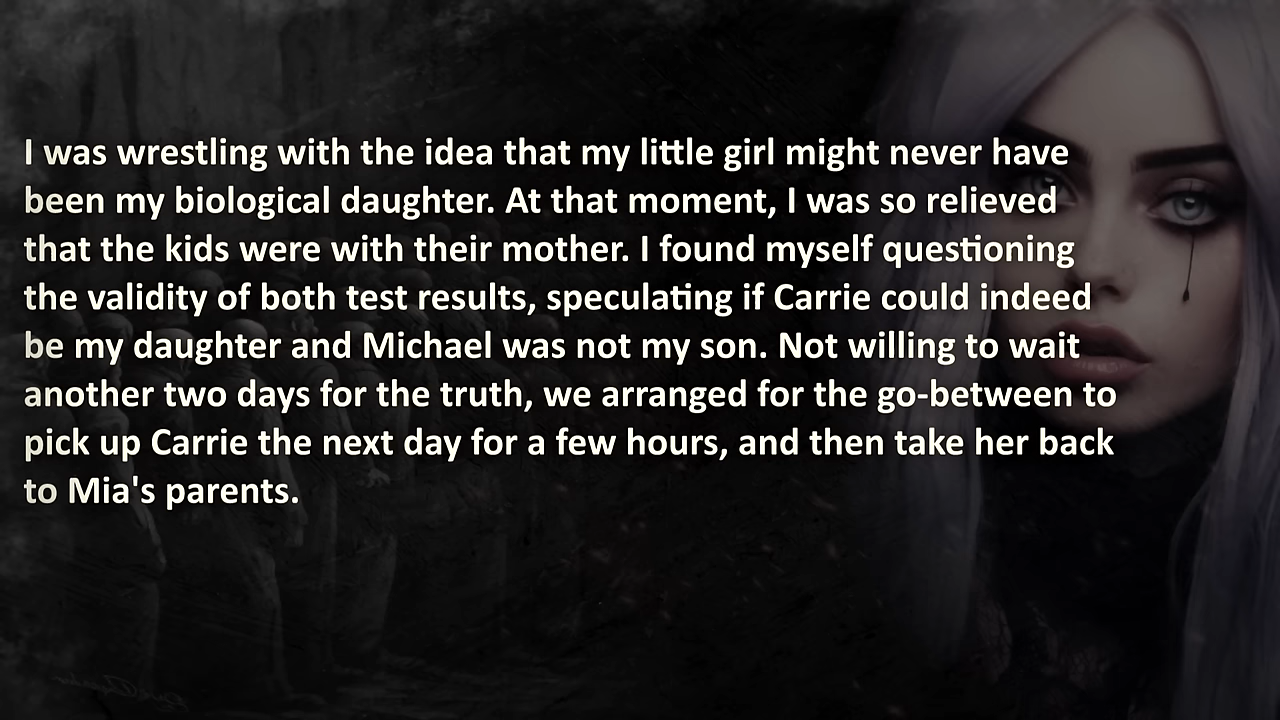 I was wrestling with the idea that my little girl might never have
been my biological daughter. At that moment, I was so relieved
that the kids were with their mother. I found myself questioning
the validity of both test results, speculating if Carrie could indeed
be my daughter and Michael was not my son. Not willing to wait
another two days for the truth, we arranged for the go-between to
pick up Carrie the next day for a few hours, and then take her back
to Mia's parents.